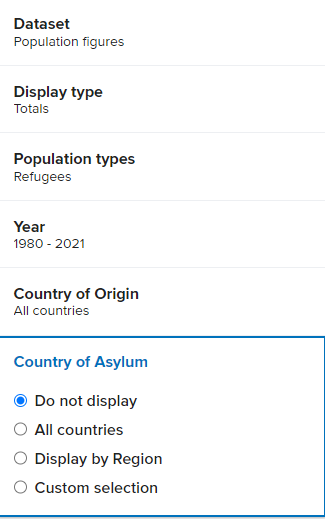 Dataset
Population figures
Display type
Totals
Population types
Refugees
Year
1980 - 2021
Country of Origin
All countries
Country of Asylum
Do not display
All countries
Display by Region
Custom selection